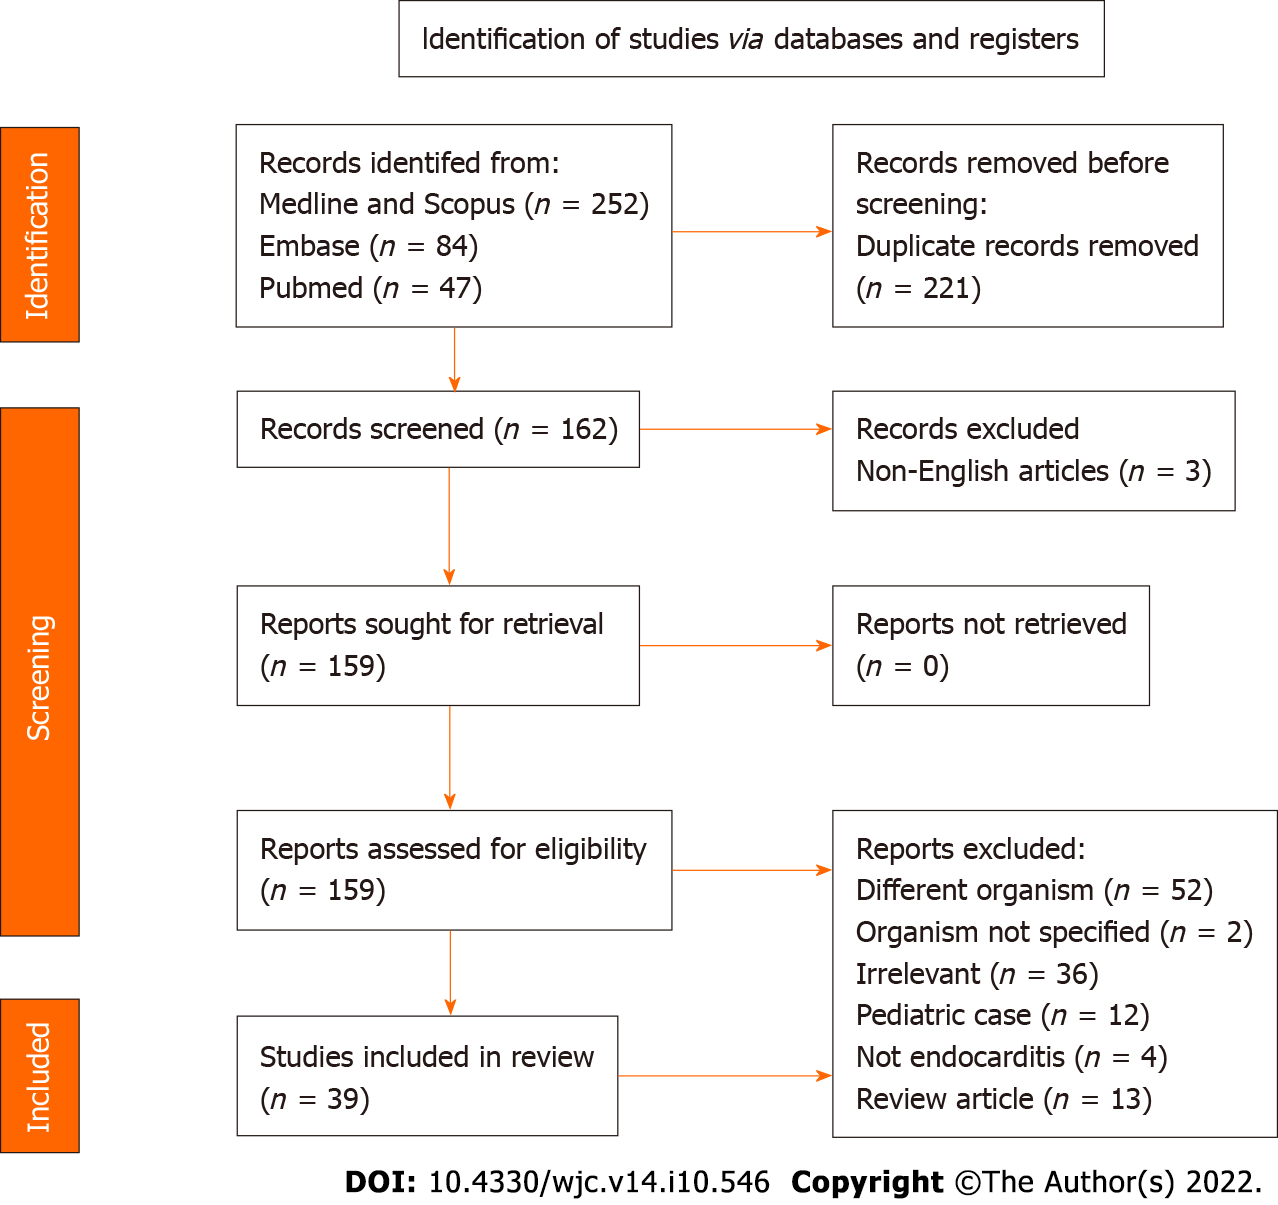 Identification of studies via databases and registers
Identification
Records identifed from:
Medline and Scopus (n = 252)
Embase (n = 84)
Pubmed (n = 47)
Records removed before
screening:
Duplicate records removed
(n = 221)
Screening
Records screened (n = 162)
Records excluded
Non-English articles (n = 3)
Reports sought for retrieval
(n = 159)
Reports not retrieved
(n = 0)
Reports assessed for eligibility
(n = 159)
Reports excluded:
Different organism (n = 52)
Organism not specified (n = 2)
Irrelevant (n = 36)
Pediatric case (n = 12)
Not endocarditis (n = 4)
Review article (n = 13)
Included
Studies included in review
(n = 39)
DOI: 10.4330/wjc.v14.i10.546 Copyright ©The Author(s) 2022.